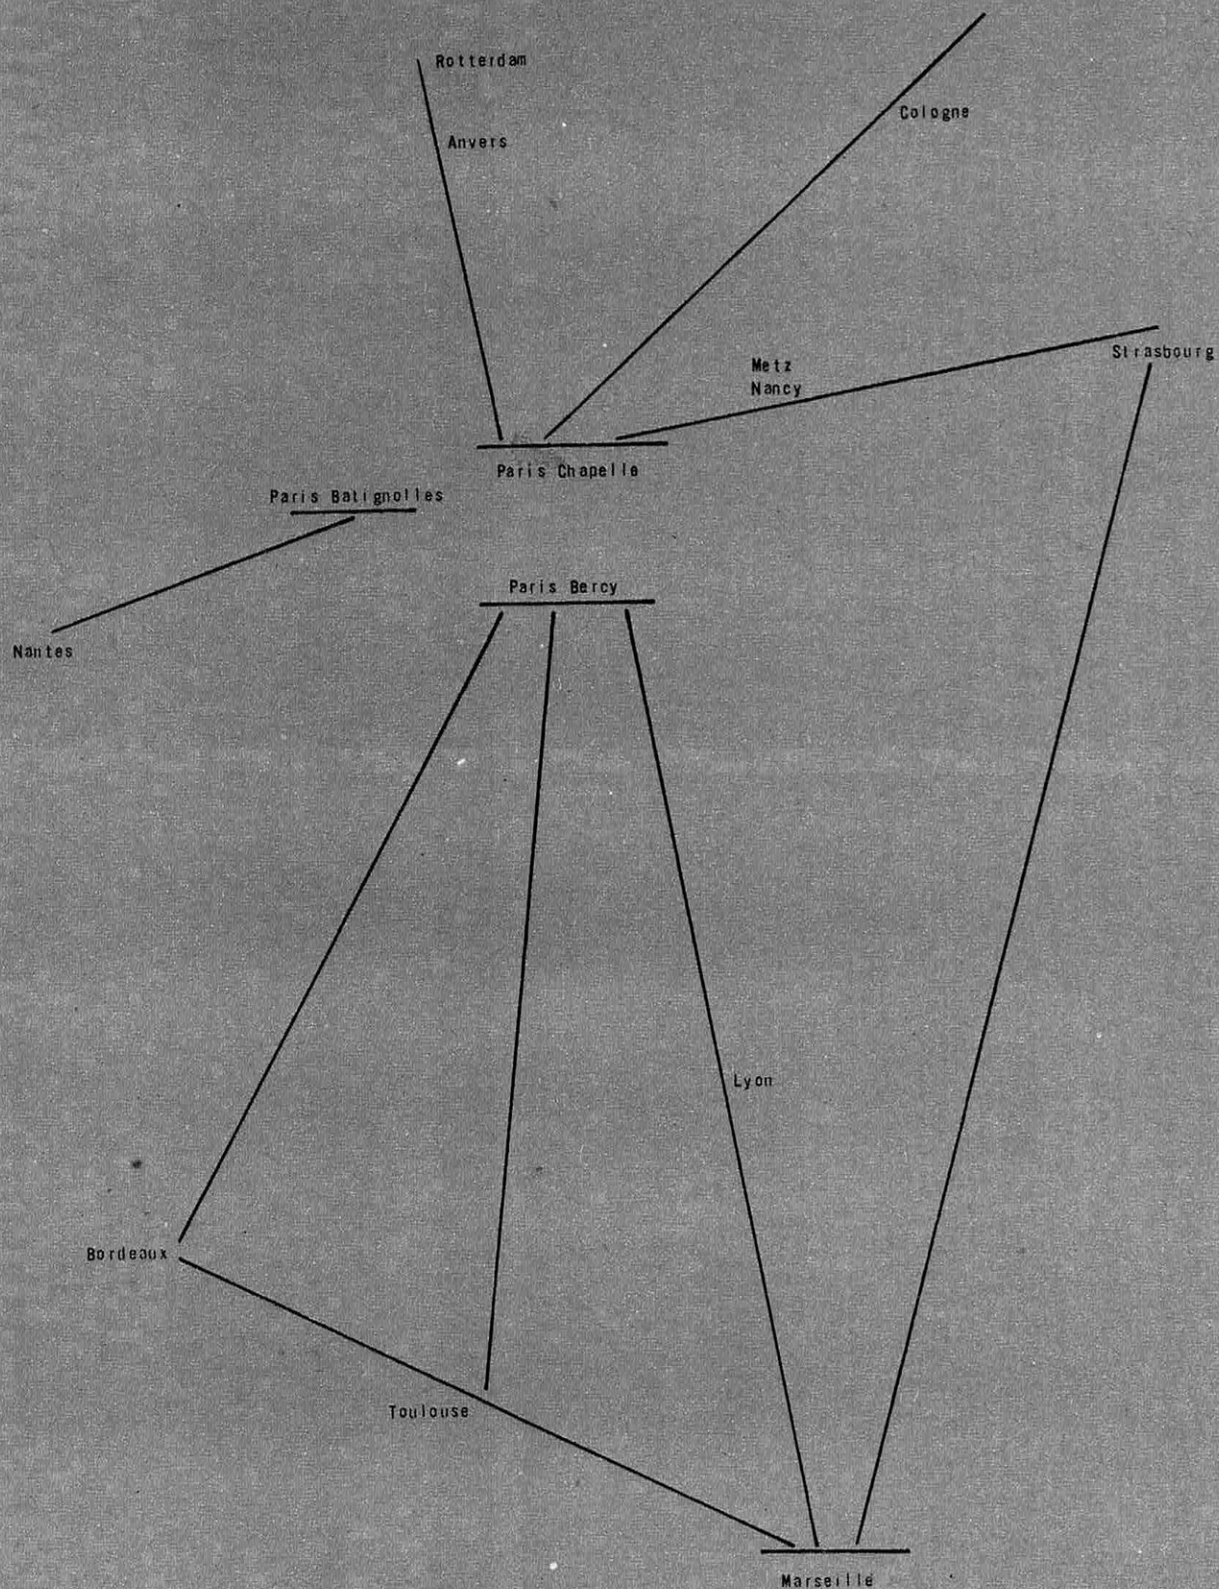 Rotterdam
Cologne
Anvers
Strasbourg
Metz
Nancy
Paris Chapelle
Paris Batignolles
Paris Bercy
Nantes
Lyon
Bordeaux
Toulouse
Marseille